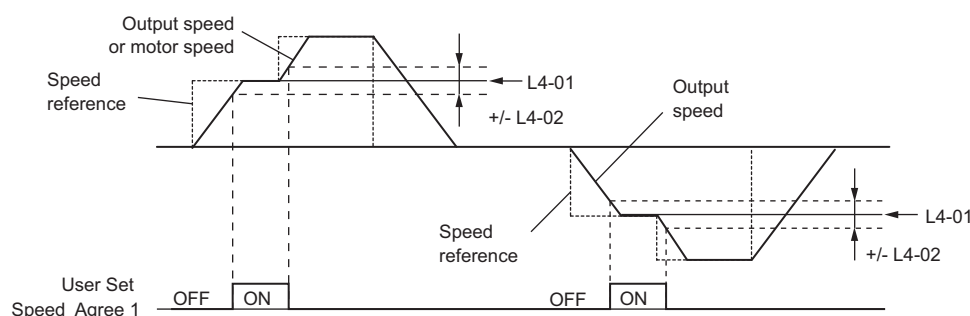 Output speed
or motor speed
Speed
reference
L4-01
+/- L4-02
Output
speed
Speed
reference
L4-01
+/- L4-02
User Set
Speed Agree 1
OFF
ON
OFF
ON